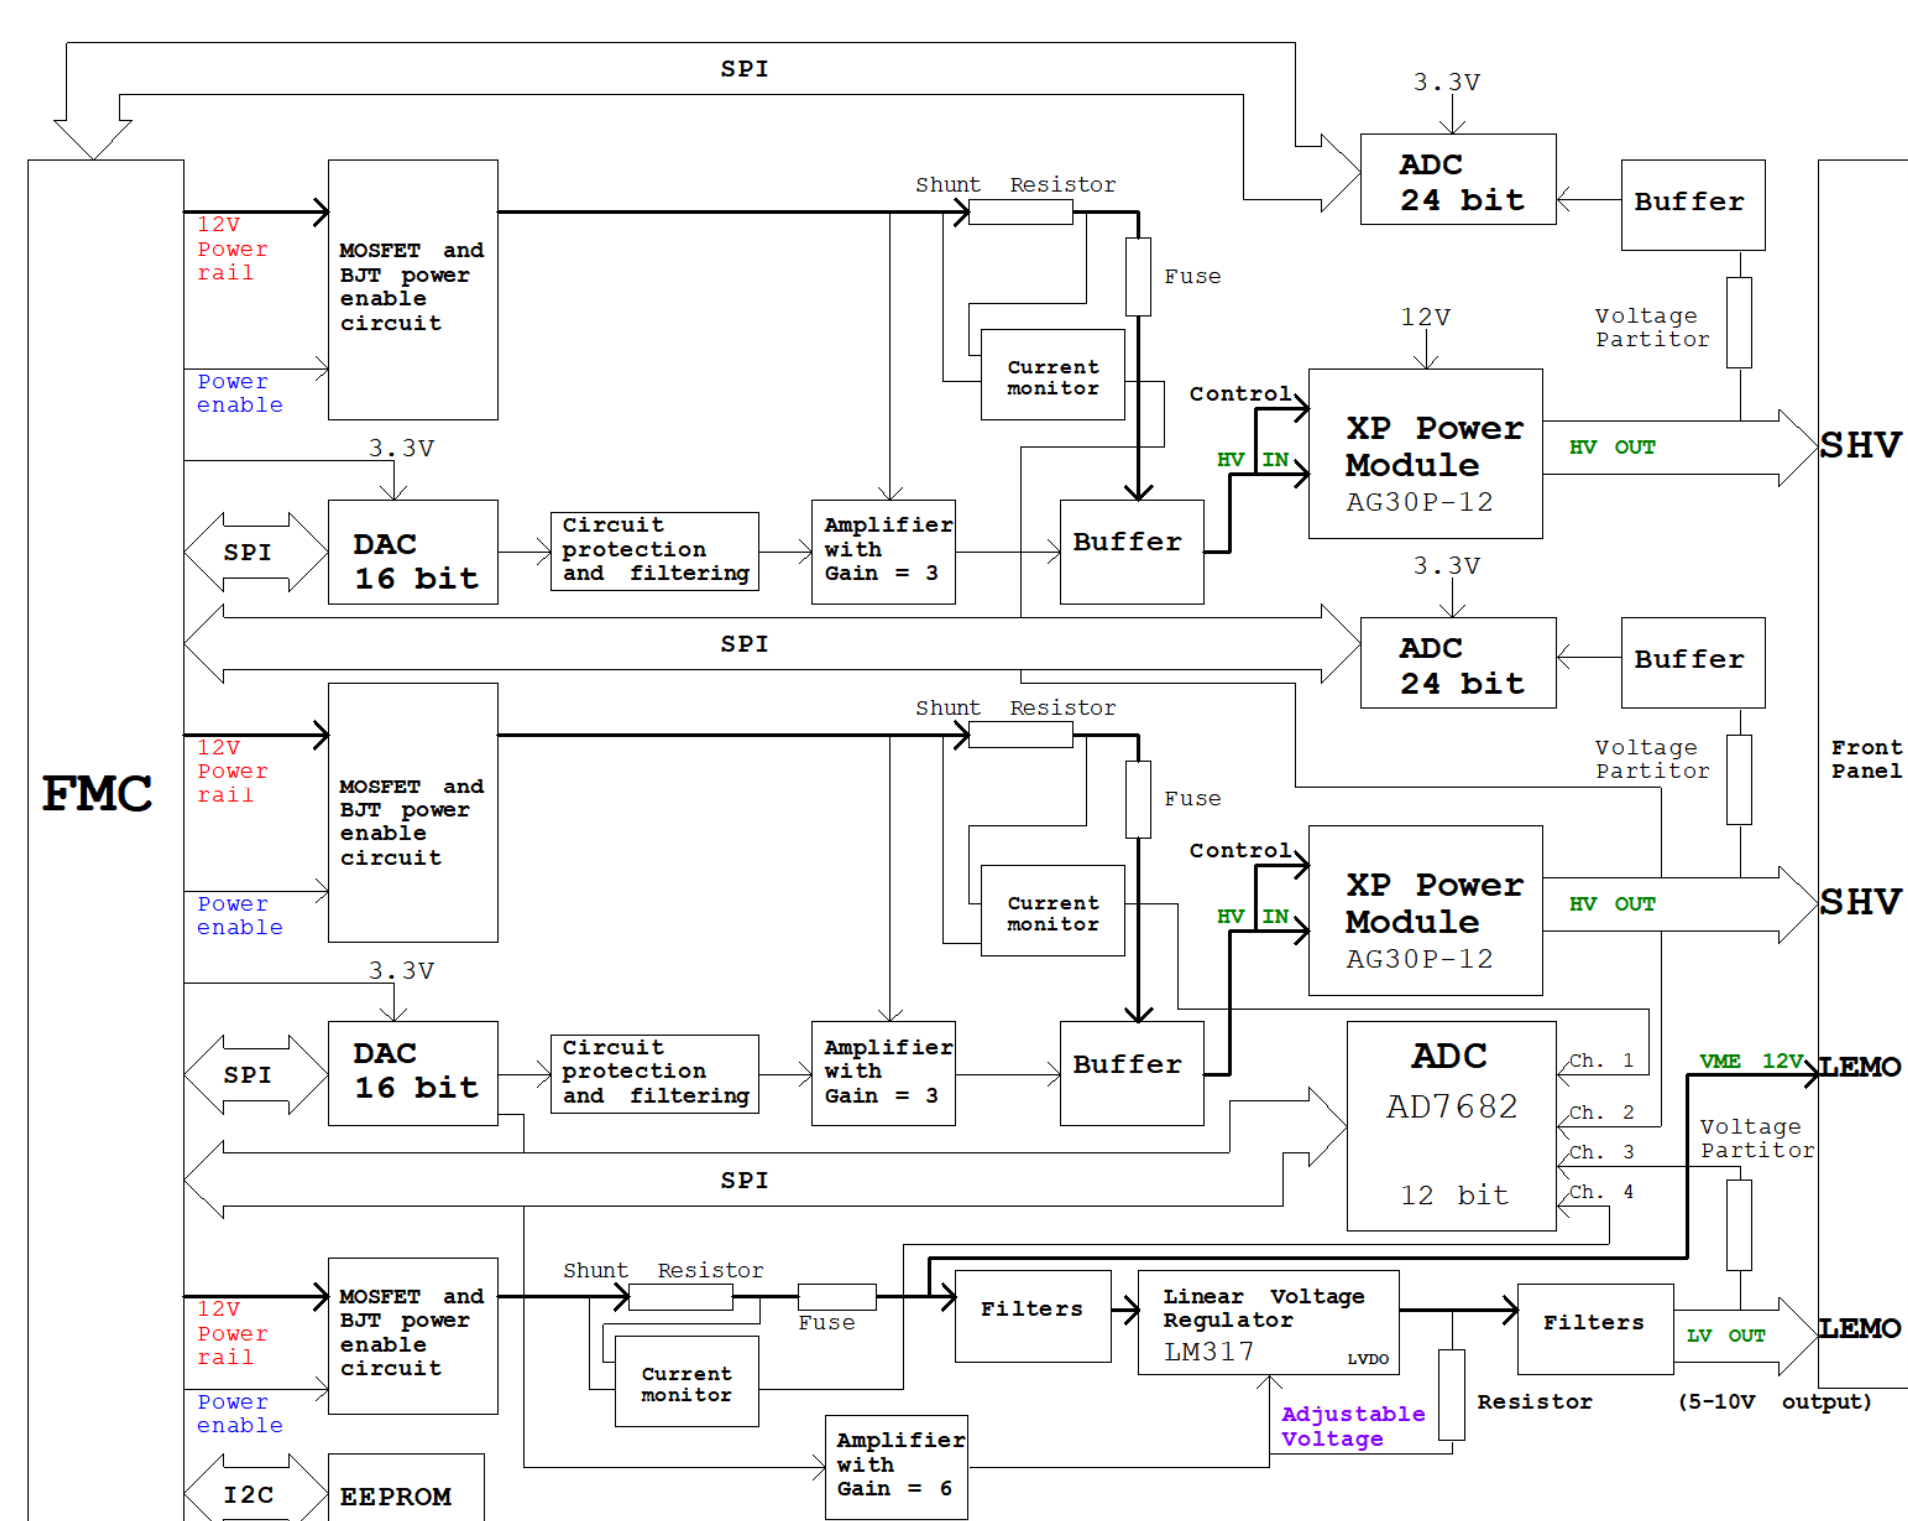 SPI
3.3V
ADC
24 bit
Buffer
Shunt Resistor
12V
Power
rail
MOSFET and
BJT power
enable
circuit
Fuse
12V
Voltage
Partitor
Current
monitor
Power
enable
Control
XP Power
Module
AG30P-12
HV IN
HV OUT
SHV
3.3V
SPI
DAC
16 bit
Circuit
protection
and filtering
Amplifier
with
Gain = 3
Buffer
3.3V
SPI
ADC
24 bit
Buffer
Shunt Resistor
12V
Power
rail
MOSFET and
BJT power
enable
circuit
Fuse
Voltage
Partitor
Front
Panel
FMC
Power
enable
Current
monitor
Control
XP Power
Module
AG30P-12
HV IN
HV OUT
SHV
3.3V
SPI
DAC
16 bit
Circuit
protection
and filtering
Amplifier
with
Gain = 3
Buffer
ADC
AD7682
12 bit
Ch. 1
Ch. 2
Ch. 3
Ch. 4
VME 12V
LEMO
Voltage
Partitor
SPI
Shunt Resistor
12V
Power
rail
MOSFET and
BJT power
enable
circuit
Fuse
Filters
Linear Voltage
Regulator
LM317
LVDO
Filters
LV OUT
LEMO
Current
monitor
Power
enable
Adjustable
Voltage
Resistor
(5-10V output)
Amplifier
with
Gain = 6
I2C
EEPROM